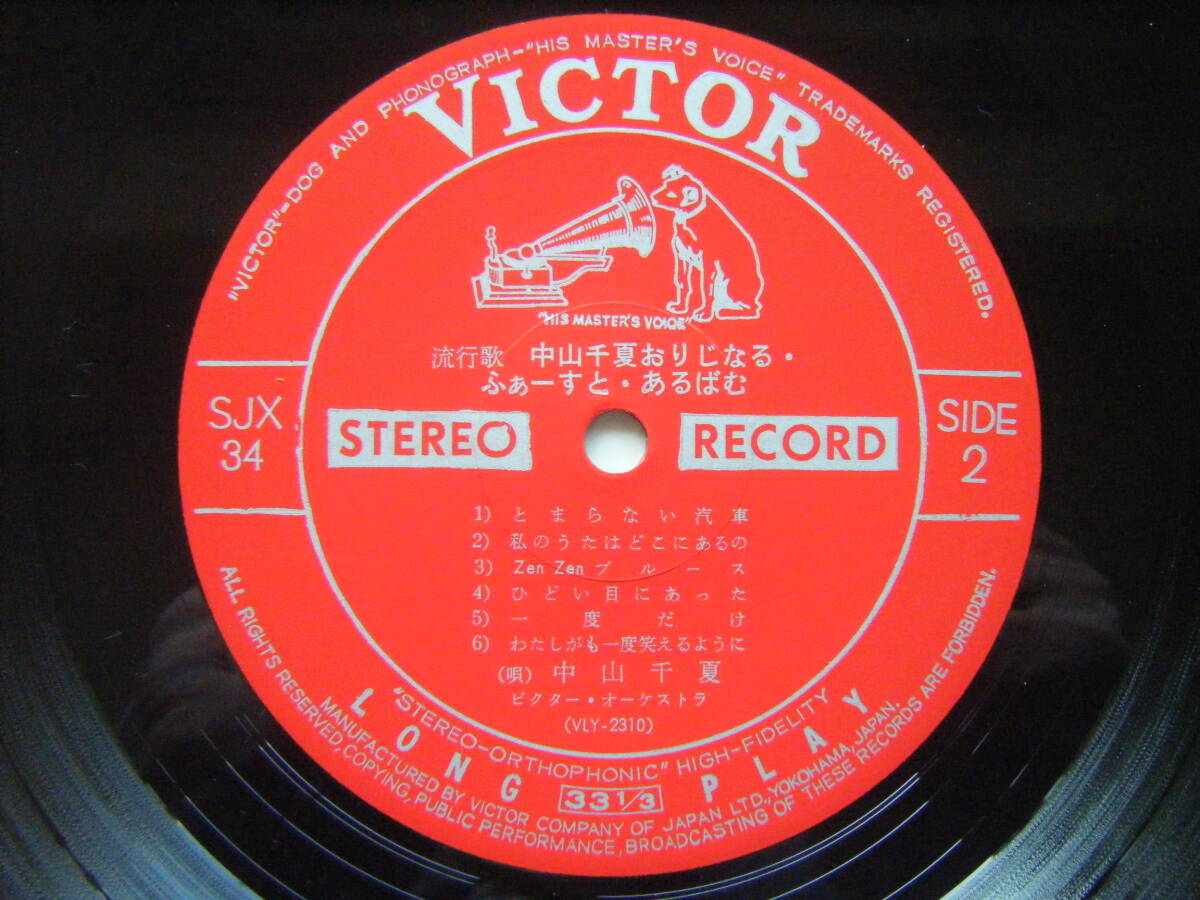 "VICTOR"-DOG AND PHONOGRAPH-"HIS MASTER'S VOICE" TRADEMARKS REGISTERED.
VICTOR
"HIS MASTER'S VOICE"
流行歌 中山千夏おりじなる・
ふぁーすと・あるばむ
SJX
34
STEREO RECORD
SIDE
2
1) とまらない汽車
2) 私のうたはどこにあるの
3) Zen Zen ブルース
4) ひどい目にあった
5) 一度だけ
6) わたしがも一度笑えるように
(唄) 中山千夏
ビクター・オーケストラ
(VLY-2310)
"STEREO-ORTHOPHONIC" HIGH-FIDELITY
LONG 33 1/3 PLAY
MANUFACTURED BY VICTOR COMPANY OF JAPAN LTD., YOKOHAMA, JAPAN.
ALL RIGHTS RESERVED, COPYING, PUBLIC PERFORMANCE, BROADCASTING OF THESE RECORDS ARE FORBIDDEN.